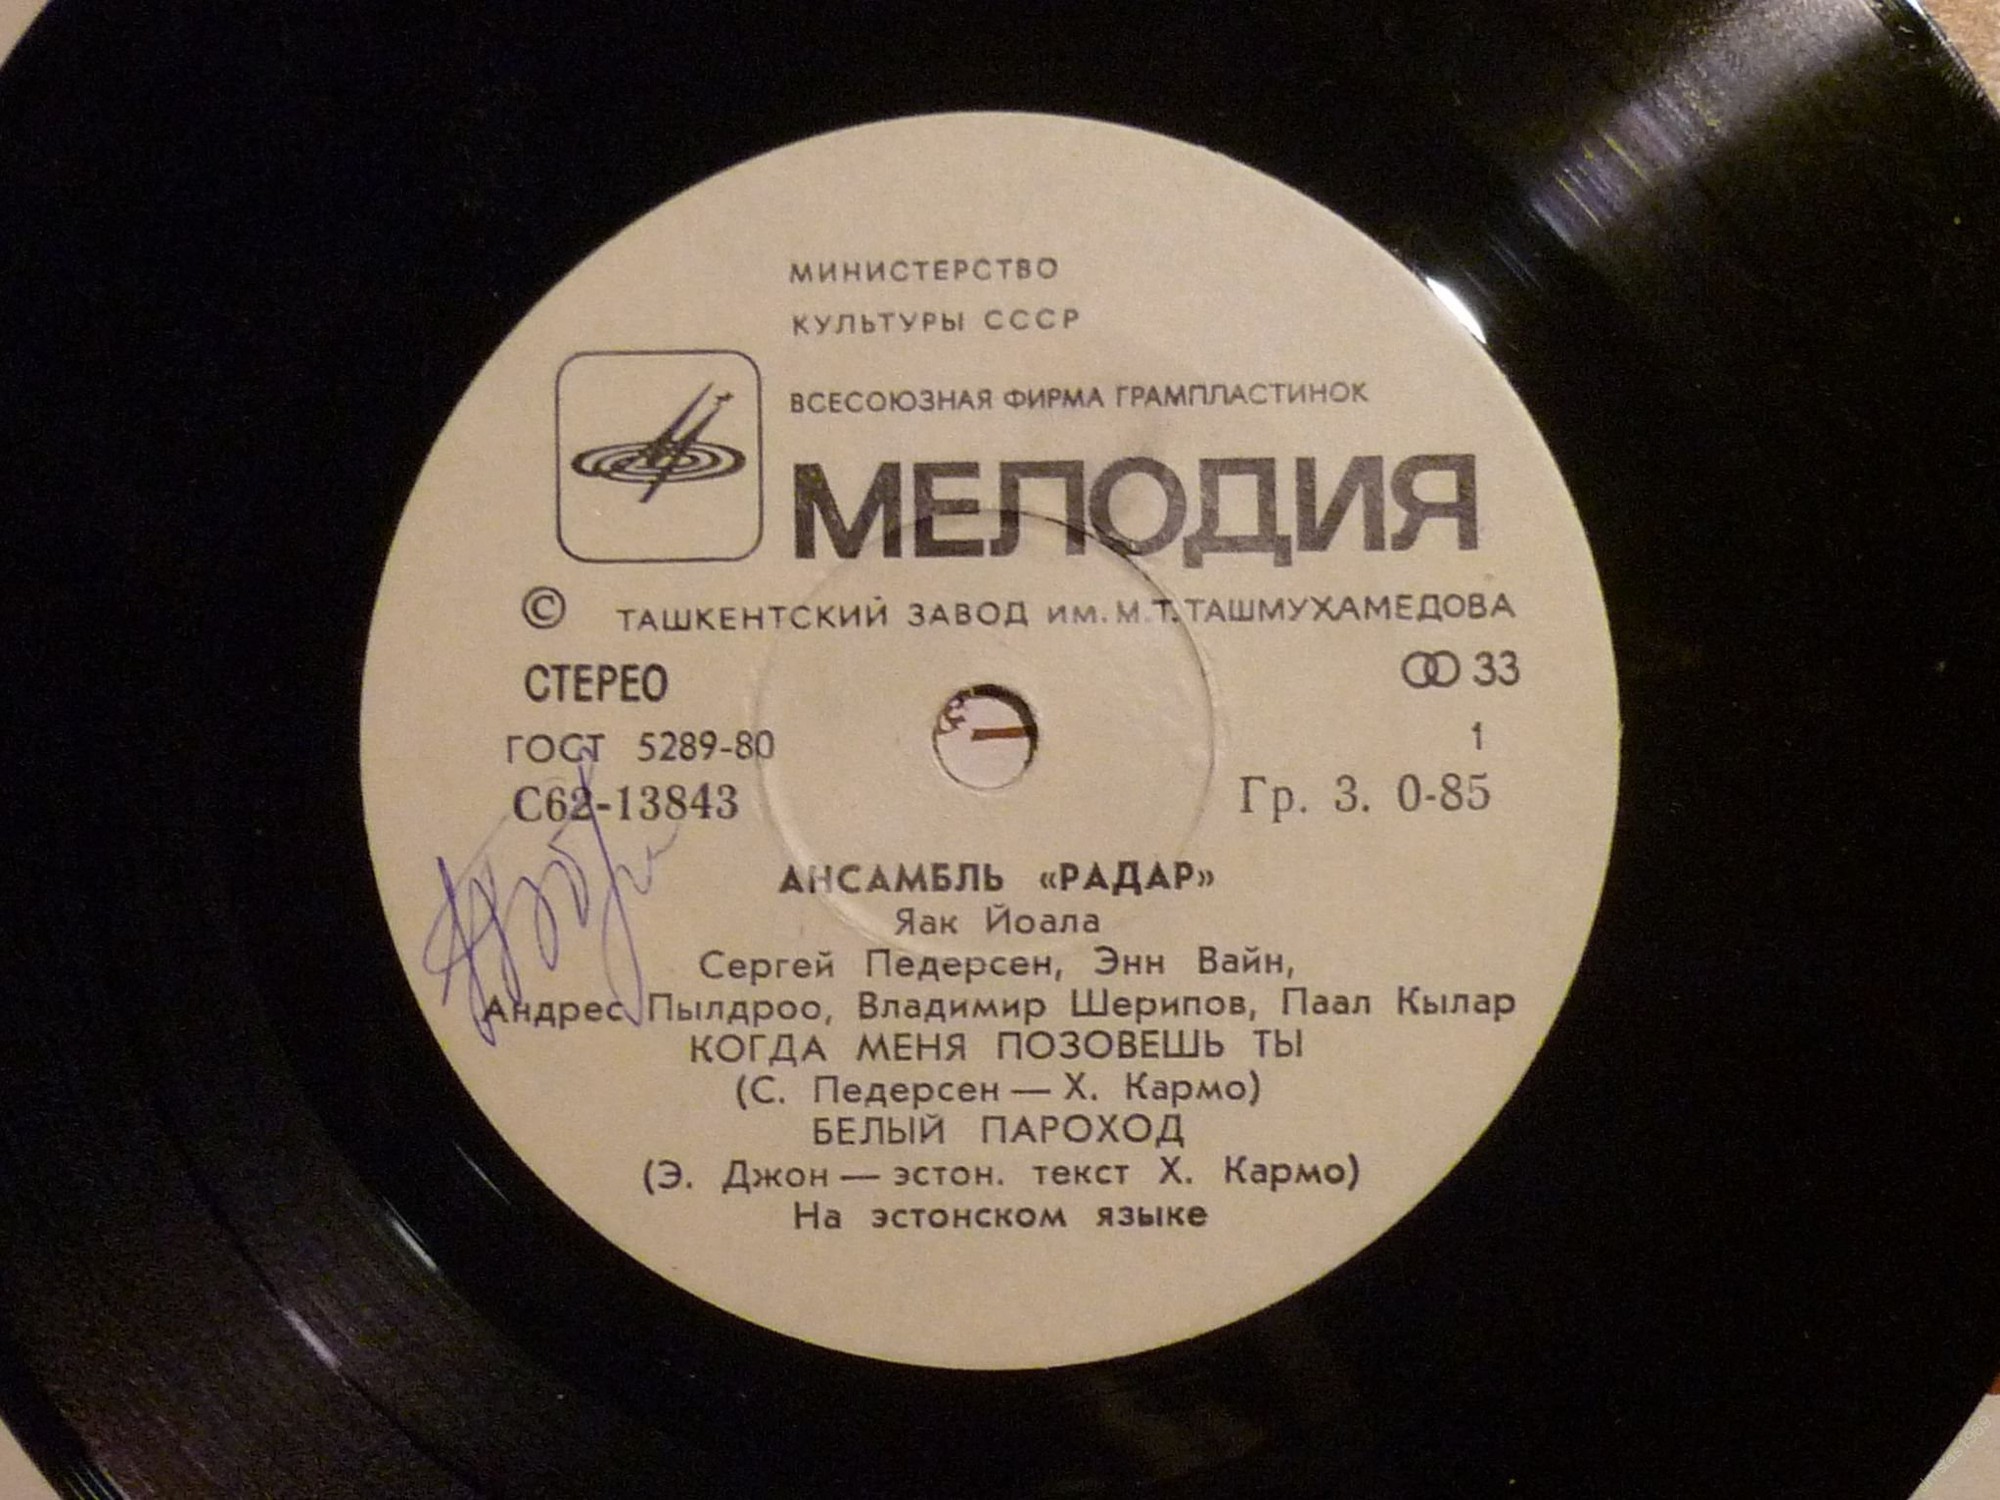 МИНИСТЕРСТВО
КУЛЬТУРЫ СССР
ВСЕСОЮЗНАЯ ФИРМА ГРАМПЛАСТИНОК
МЕЛОДИЯ
© ТАШКЕНТСКИЙ ЗАВОД им. М.Т. ТАШМУХАМЕДОВА
СТЕРЕО 33
ГОСТ 5289-80 1
С62-13843 Гр. 3. 0-85
АНСАМБЛЬ «РАДАР»
Яак Йоала
Сергей Педерсен, Энн Вайн,
Андрес Пылдроо, Владимир Шерипов, Паал Кылар
КОГДА МЕНЯ ПОЗОВЕШЬ ТЫ
(С. Педерсен — Х. Кармо)
БЕЛЫЙ ПАРОХОД
(Э. Джон — эстон. текст Х. Кармо)
На эстонском языке